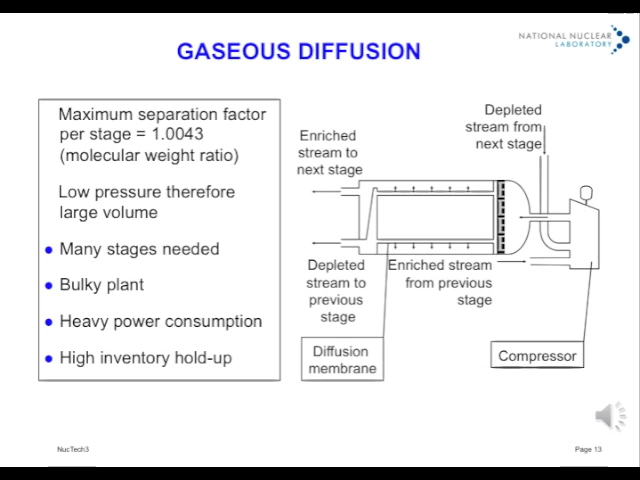 GASEOUS DIFFUSION
NATIONAL NUCLEAR
LABORATORY
Maximum separation factor
per stage = 1.0043
(molecular weight ratio)
Low pressure therefore
large volume
Many stages needed
Bulky plant
Heavy power consumption
High inventory hold-up
Enriched
stream to
next stage
Depleted
stream from
next stage
Depleted
stream to
previous
stage
Enriched stream
from previous
stage
Diffusion
membrane
Compressor
NucTech3
Page 13